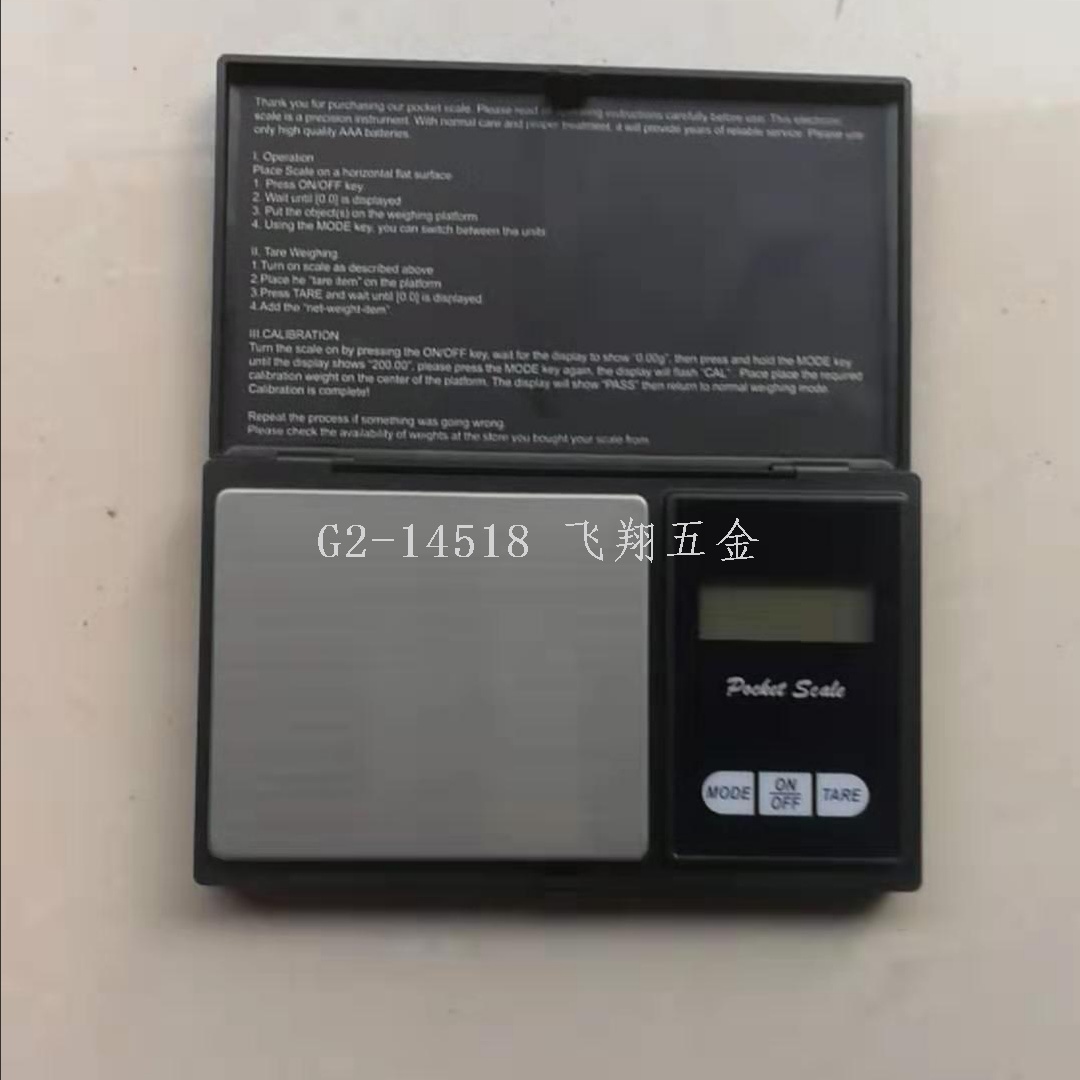 Thank you for purchasing our pocket scale. Please read operating instructions carefully before use. This electronic
scale is a precision instrument. With normal care and proper treatment, it will provide years of reliable service. Please use
only high quality AAA batteries.
I. Operation
Place Scale on a horizontal flat surface
1. Press ON/OFF key.
2. Wait until [0.0] is displayed
3. Put the object(s) on the weighing platform
4. Using the MODE key, you can switch between the units
II. Tare Weighing
1.Turn on scale as described above
2.Place he "tare item" on the platform
3.Press TARE and wait until [0.0] is displayed
4.Add the "net-weight-item"
III.CALIBRATION
Turn the scale on by pressing the ON/OFF key, wait for the display to show "0.00g", then press and hold the MODE key
until the display shows "200.00", please press the MODE key again, the display will flash "CAL". Place place the required
calibration weight on the center of the platform. The display will show "PASS" then return to normal weighing mode.
Calibration is complete!
Repeat the process if something was going wrong.
Please check the availability of weights at the store you bought your scale from
G2-14518 飞翔五金
Pocket Scale
MODE ON/OFF TARE